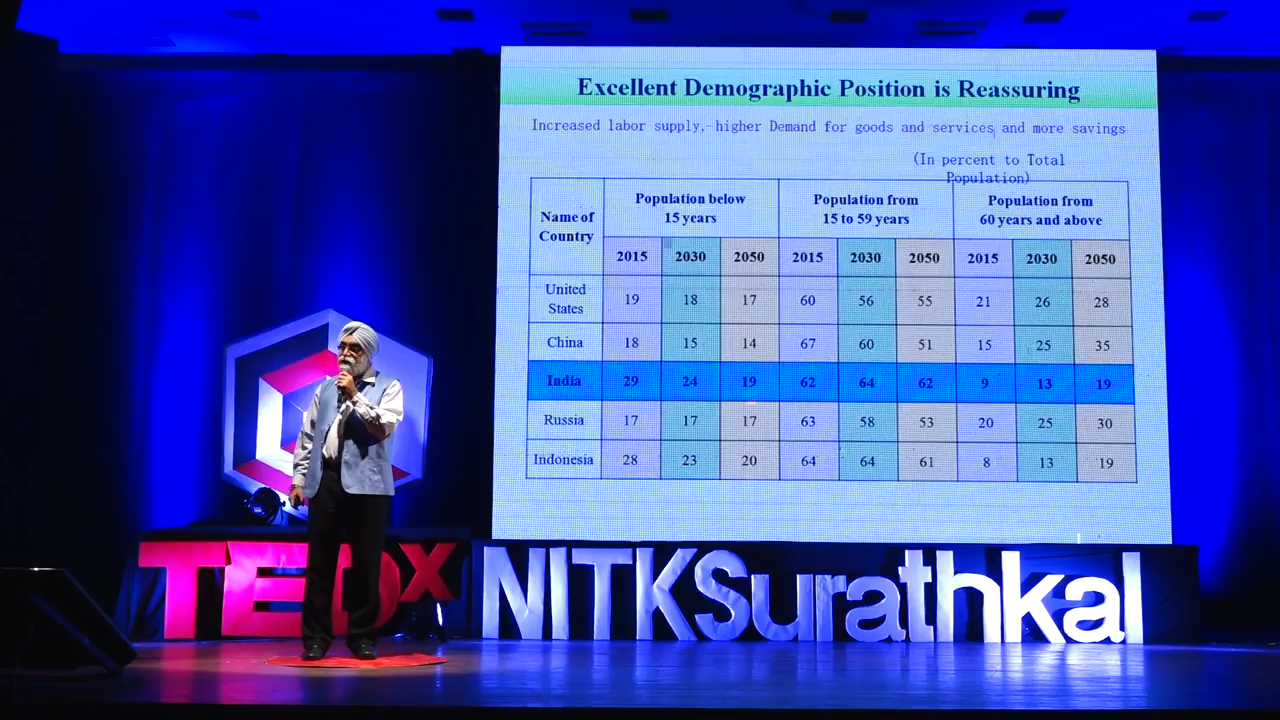 Excellent Demographic Position is Reassuring
Increased labor supply,- higher Demand for goods and services, and more savings
(In percent to Total
Population)
Name of
Country
Population below
15 years
Population from
15 to 59 years
Population from
60 years and above
2015 2030 2050 2015 2030 2050 2015 2030 2050
United
States
19 18 17 60 56 55 21 26 28
China 18 15 14 67 60 51 15 25 35
India 29 24 19 62 64 62 9 13 19
Russia 17 17 17 63 58 53 20 25 30
Indonesia 28 23 20 64 64 61 8 13 19
TEDx NITKSurathkal